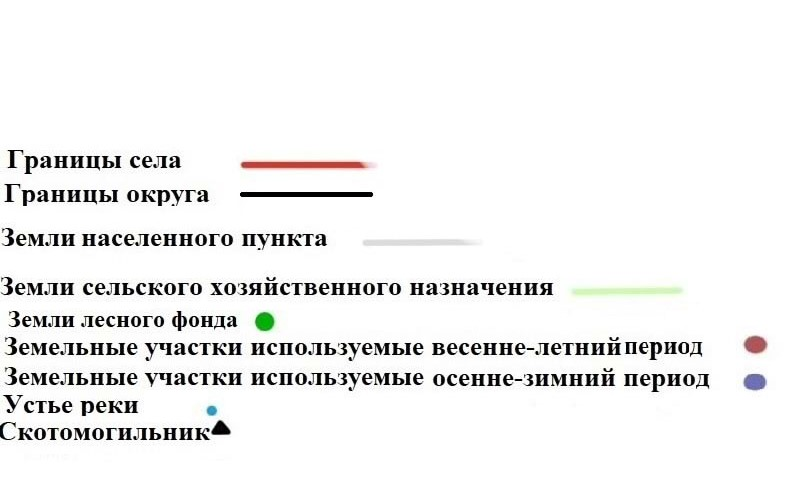 Границы села
Границы округа
Земли населенного пункта
Земли сельского хозяйственного назначения
Земли лесного фонда
Земельные участки используемые весенне-летний период
Земельные участки используемые осенне-зимний период
Устье реки
Скотомогильник